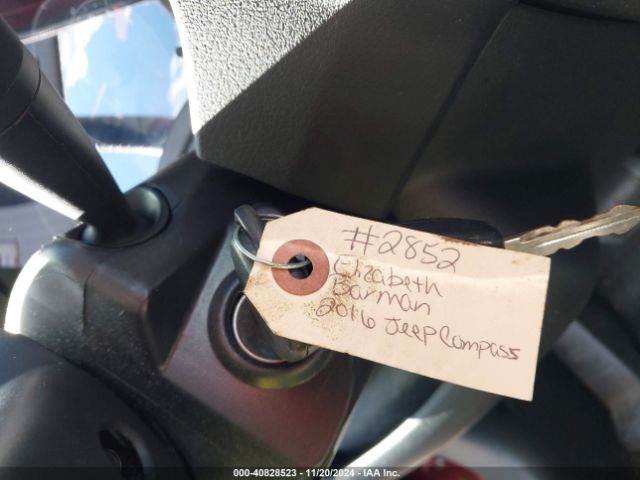 #2852
Elizabeth
Barman
2016 Jeep Compass
000-40828523 — 11/20/2024 — IAA Inc.